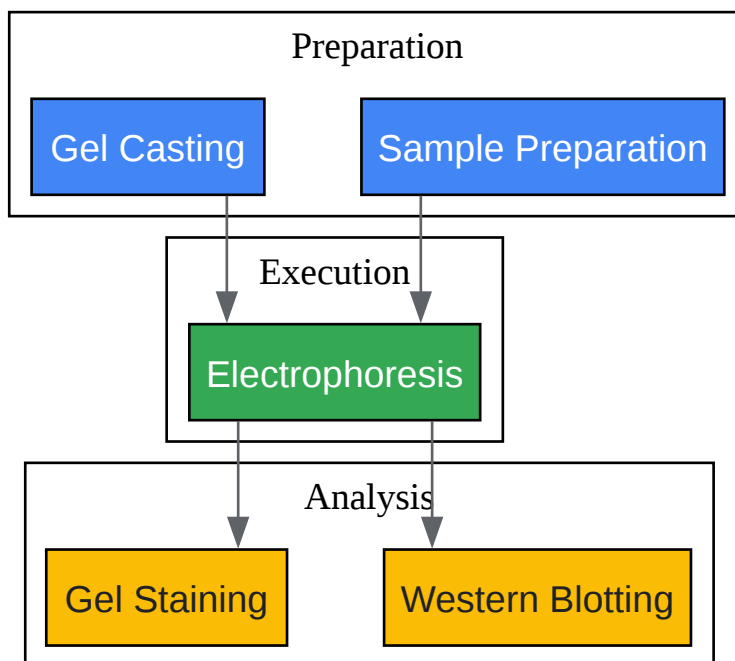 Preparation
Gel Casting
Sample Preparation
Execution
Electrophoresis
Analysis
Gel Staining
Western Blotting